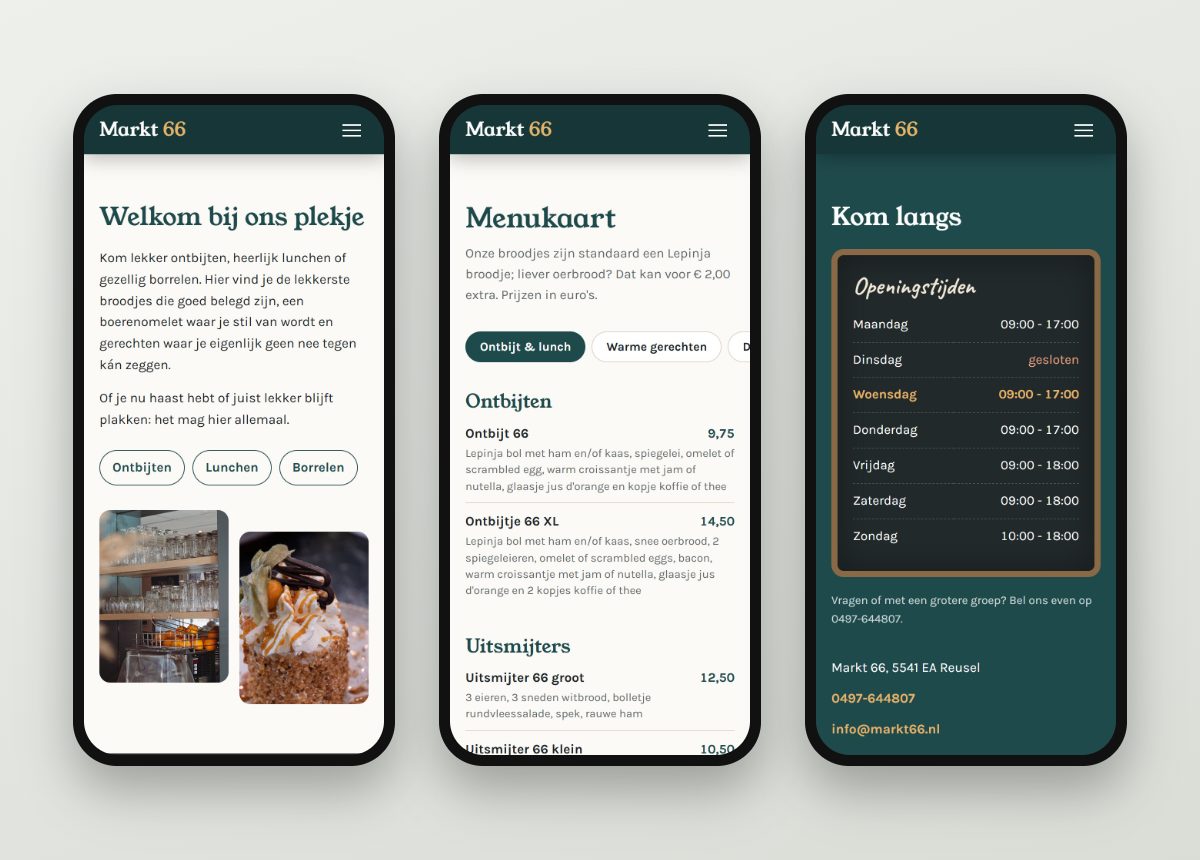 Markt 66
Welkom bij ons plekje
Kom lekker ontbijten, heerlijk lunchen of
gezellig borrelen. Hier vind je de lekkerste
broodjes die goed belegd zijn, een
boerenomelet waar je stil van wordt en
gerechten waar je eigenlijk geen nee tegen
kán zeggen.
Of je nu haast hebt of juist lekker blijft
plakken: het mag hier allemaal.
Ontbijten Lunchen Borrelen
Markt 66
Menukaart
Onze broodjes zijn standaard een Lepinja
broodje; liever oerbrood? Dat kan voor € 2,00
extra. Prijzen in euro's.
Ontbijt & lunch Warme gerechten D
Ontbijten
Ontbijt 66 9,75
Lepinja bol met ham en/of kaas, spiegelei, omelet of
scrambled egg, warm croissantje met jam of
nutella, glaasje jus d'orange en kopje koffie of thee
Ontbijtje 66 XL 14,50
Lepinja bol met ham en/of kaas, snee oerbrood, 2
spiegeleieren, omelet of scrambled eggs, bacon,
warm croissantje met jam of nutella, glaasje jus
d'orange en 2 kopjes koffie of thee
Uitsmijters
Uitsmijter 66 groot 12,50
3 eieren, 3 sneden witbrood, bolletje
rundvleessalade, spek, rauwe ham
Uitsmijter 66 klein 10,50
Markt 66
Kom langs
Openingstijden
Maandag 09:00 - 17:00
Dinsdag gesloten
Woensdag 09:00 - 17:00
Donderdag 09:00 - 17:00
Vrijdag 09:00 - 18:00
Zaterdag 09:00 - 18:00
Zondag 10:00 - 18:00
Vragen of met een grotere groep? Bel ons even op
0497-644807.
Markt 66, 5541 EA Reusel
0497-644807
info@markt66.nl